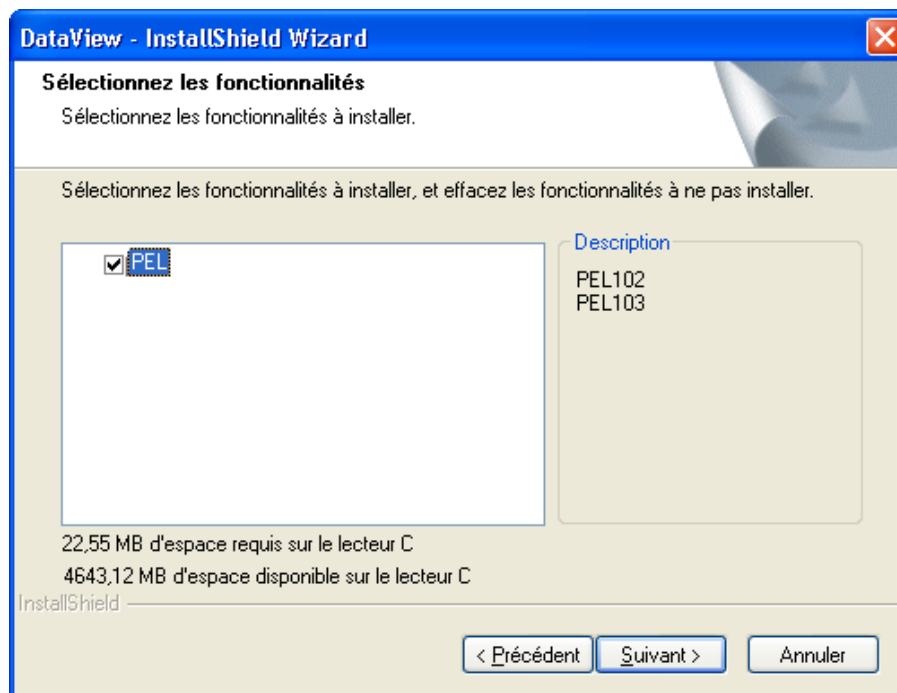 DataView - InstallShield Wizard
Sélectionnez les fonctionnalités
Sélectionnez les fonctionnalités à installer.
Sélectionnez les fonctionnalités à installer, et effacez les fonctionnalités à ne pas installer.
PEL
Description
PEL102
PEL103
22,55 MB d'espace requis sur le lecteur C
4643,12 MB d'espace disponible sur le lecteur C
InstallShield
< Précédent
Suivant >
Annuler